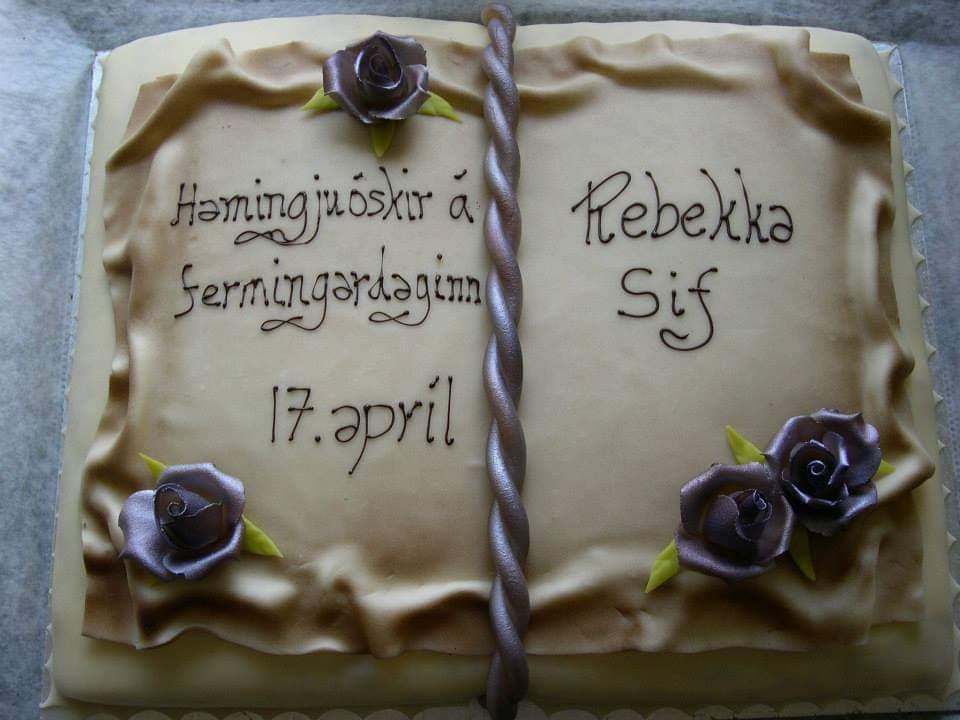 Hamingjuóskir á
fermingardaginn
17. apríl
Rebekka
Sif